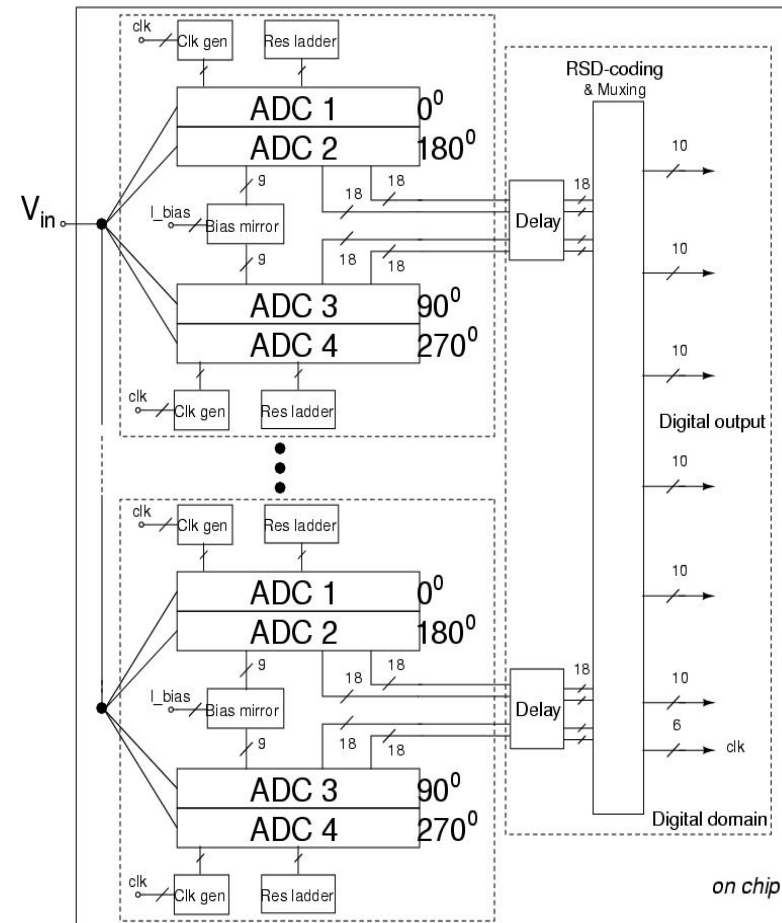 clk
Clk gen
Res ladder
RSD-coding
& Muxing
ADC 1 0⁰
ADC 2 180⁰
10
9
18
18
18
V_in
I_bias
Bias mirror
Delay
9
18
18
10
ADC 3 90⁰
ADC 4 270⁰
10
clk
Clk gen
Res ladder
Digital output
10
clk
Clk gen
Res ladder
ADC 1 0⁰
ADC 2 180⁰
10
9
18
18
18
10
I_bias
Bias mirror
Delay
9
18
18
6
clk
ADC 3 90⁰
ADC 4 270⁰
Digital domain
clk
Clk gen
Res ladder
on chip